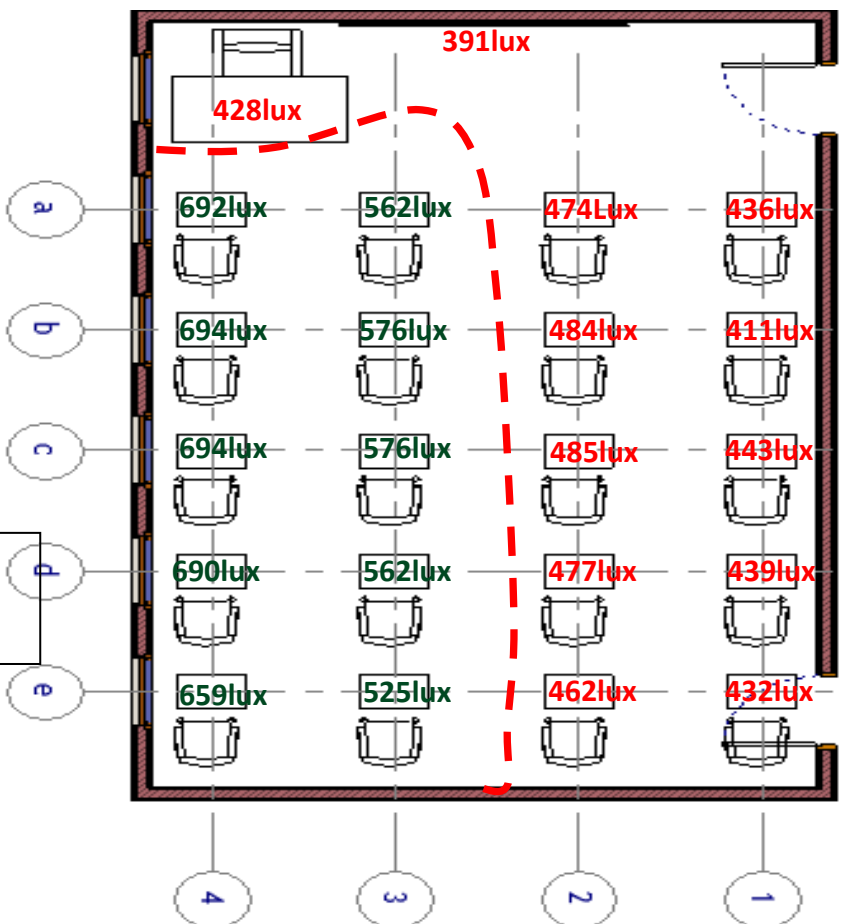 391lux
428lux
a 692lux 562lux 474Lux 436lux
b 694lux 576lux 484lux 411lux
c 694lux 576lux 485lux 443lux
d 690lux 562lux 477lux 439lux
e 659lux 525lux 462lux 432lux
4 3 2 1